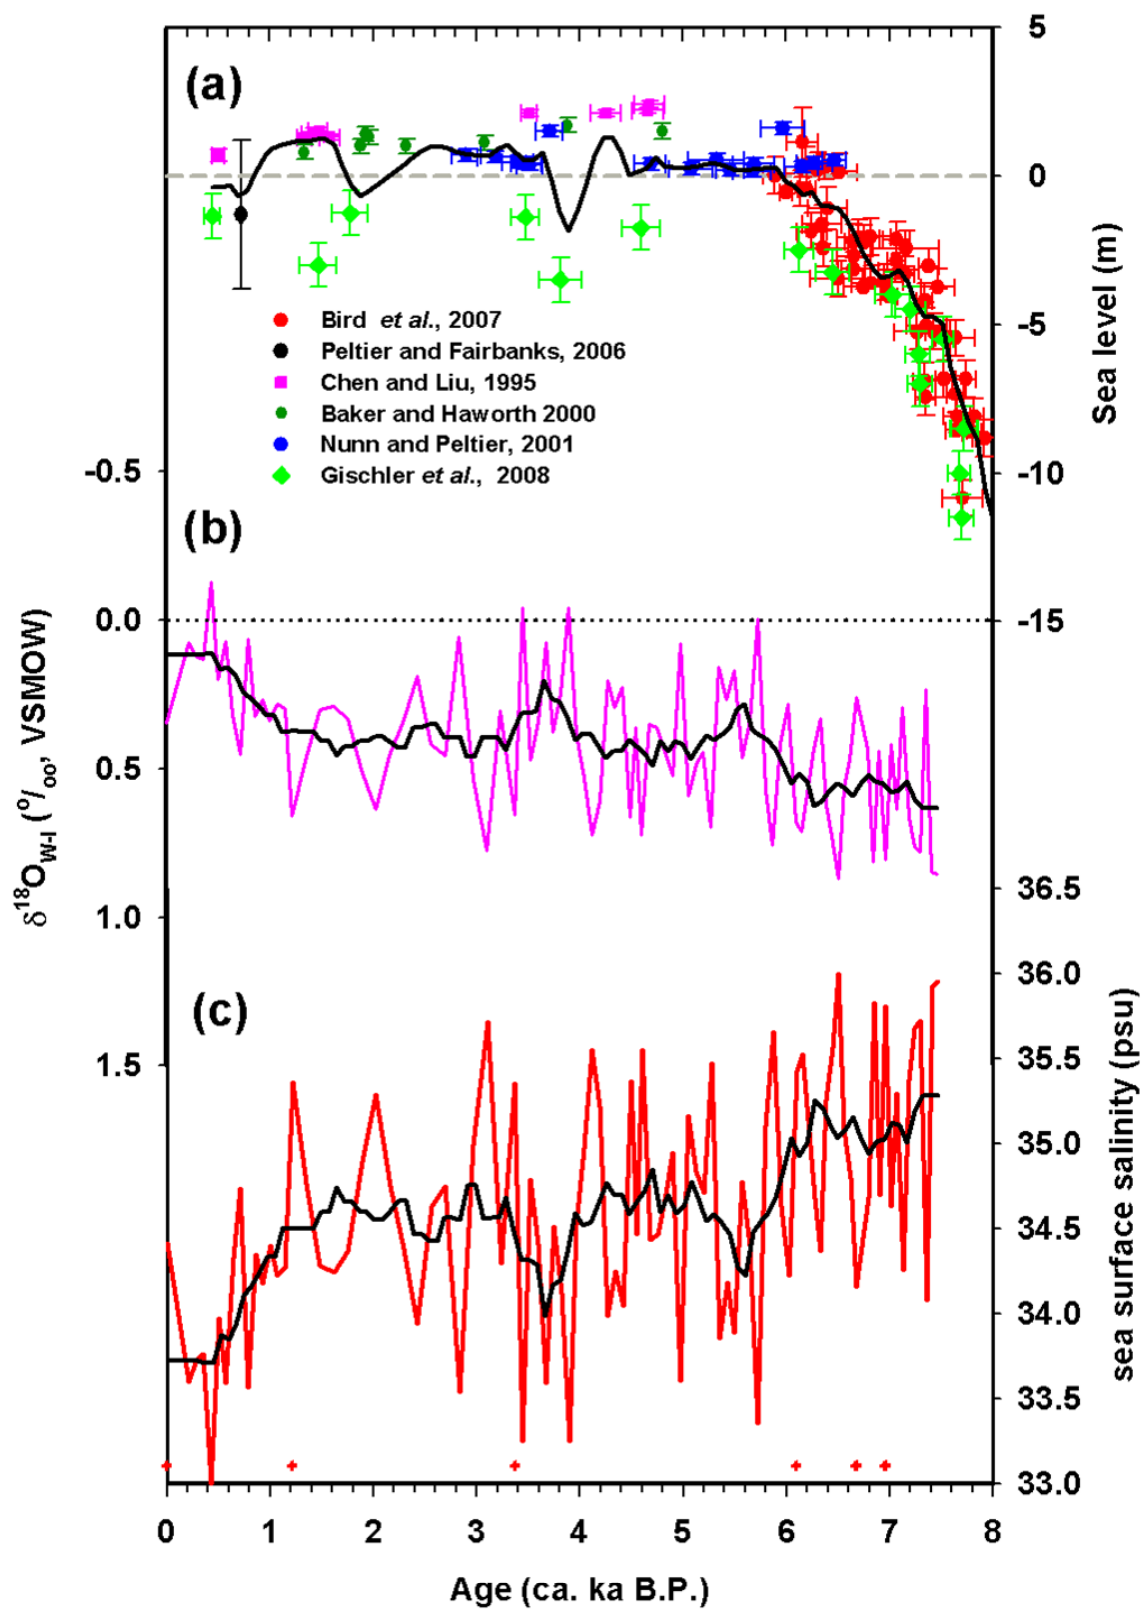 (a)
5
0
-5
-10
-15
Sea level (m)
Bird et al., 2007
Peltier and Fairbanks, 2006
Chen and Liu, 1995
Baker and Haworth 2000
Nunn and Peltier, 2001
Gischler et al., 2008
(b)
-0.5
0.0
0.5
1.0
1.5
δ18OW-I (o/oo, VSMOW)
(c)
36.5
36.0
35.5
35.0
34.5
34.0
33.5
33.0
sea surface salinity (psu)
0 1 2 3 4 5 6 7 8
Age (ca. ka B.P.)